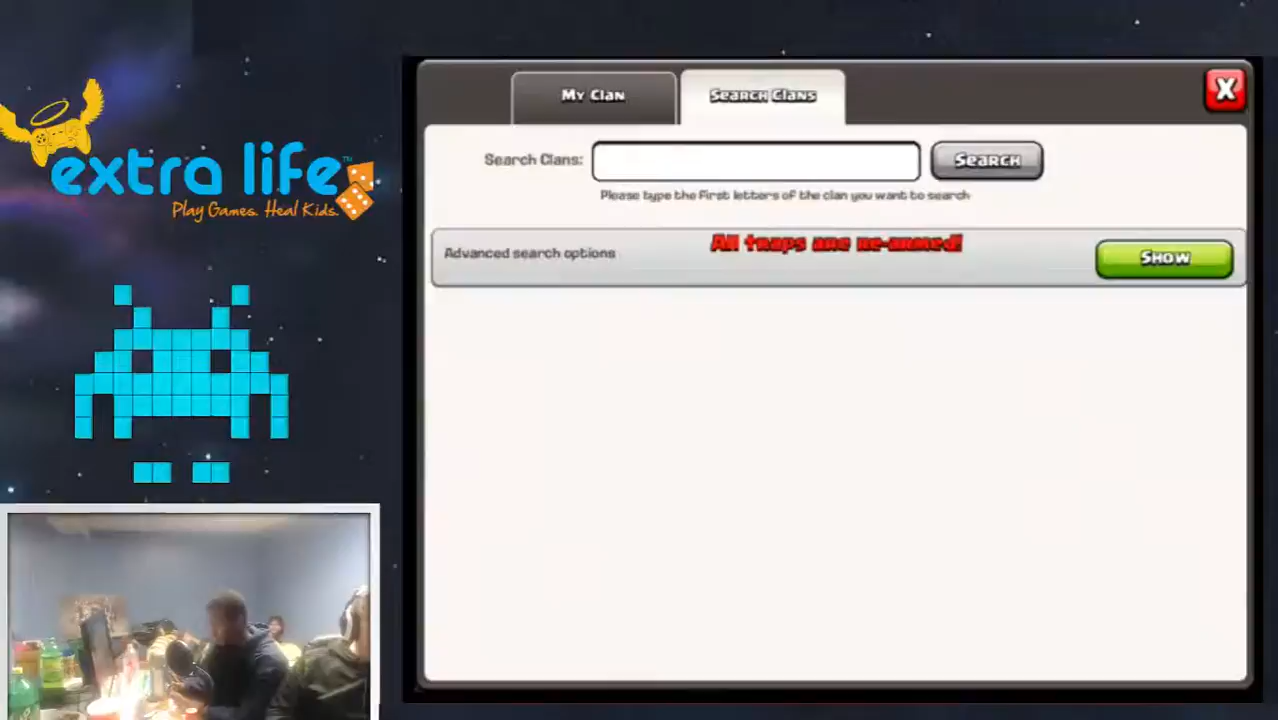 extra life™
Play Games. Heal Kids.
My Clan
Search Clans
X
Search Clans:
Search
Please type the first letters of the clan you want to search
Advanced search options
All traps are re-armed!
Show